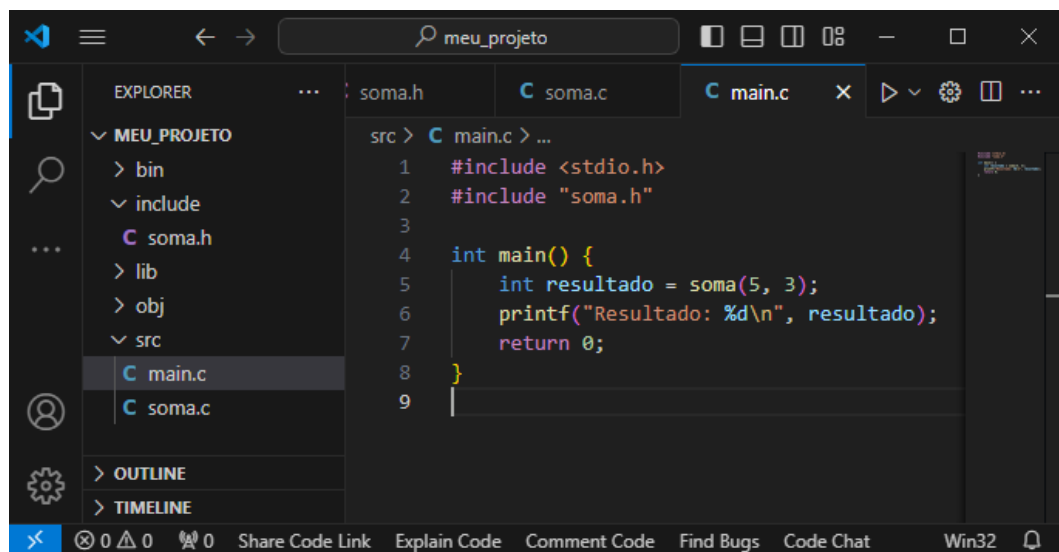 meu_projeto
EXPLORER
soma.h
C soma.c
C main.c
MEU_PROJETO
src > C main.c > ...
> bin
include
C soma.h
> lib
> obj
src
C main.c
C soma.c
> OUTLINE
> TIMELINE
1 #include <stdio.h>
2 #include "soma.h"
3
4 int main() {
5 int resultado = soma(5, 3);
6 printf("Resultado: %d\n", resultado);
7 return 0;
8 }
9
0 0 0 Share Code Link Explain Code Comment Code Find Bugs Code Chat Win32